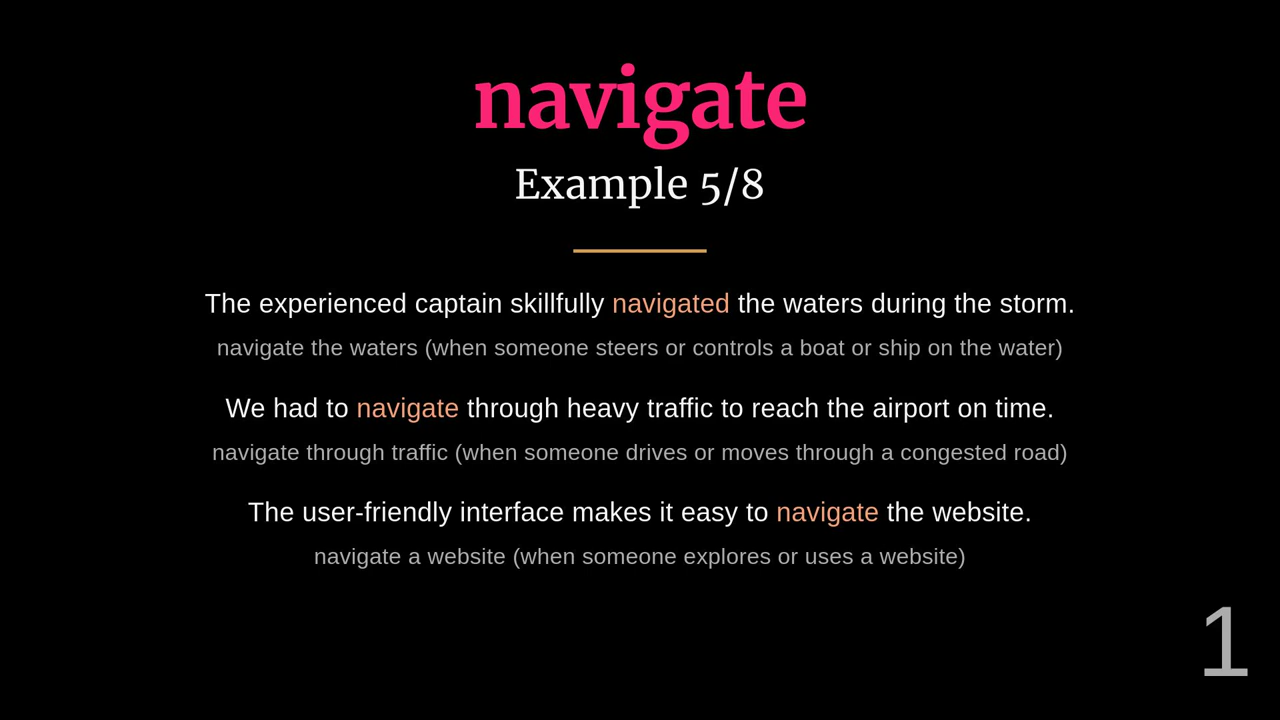 navigate
Example 5/8
The experienced captain skillfully navigated the waters during the storm.
navigate the waters (when someone steers or controls a boat or ship on the water)
We had to navigate through heavy traffic to reach the airport on time.
navigate through traffic (when someone drives or moves through a congested road)
The user-friendly interface makes it easy to navigate the website.
navigate a website (when someone explores or uses a website)
1